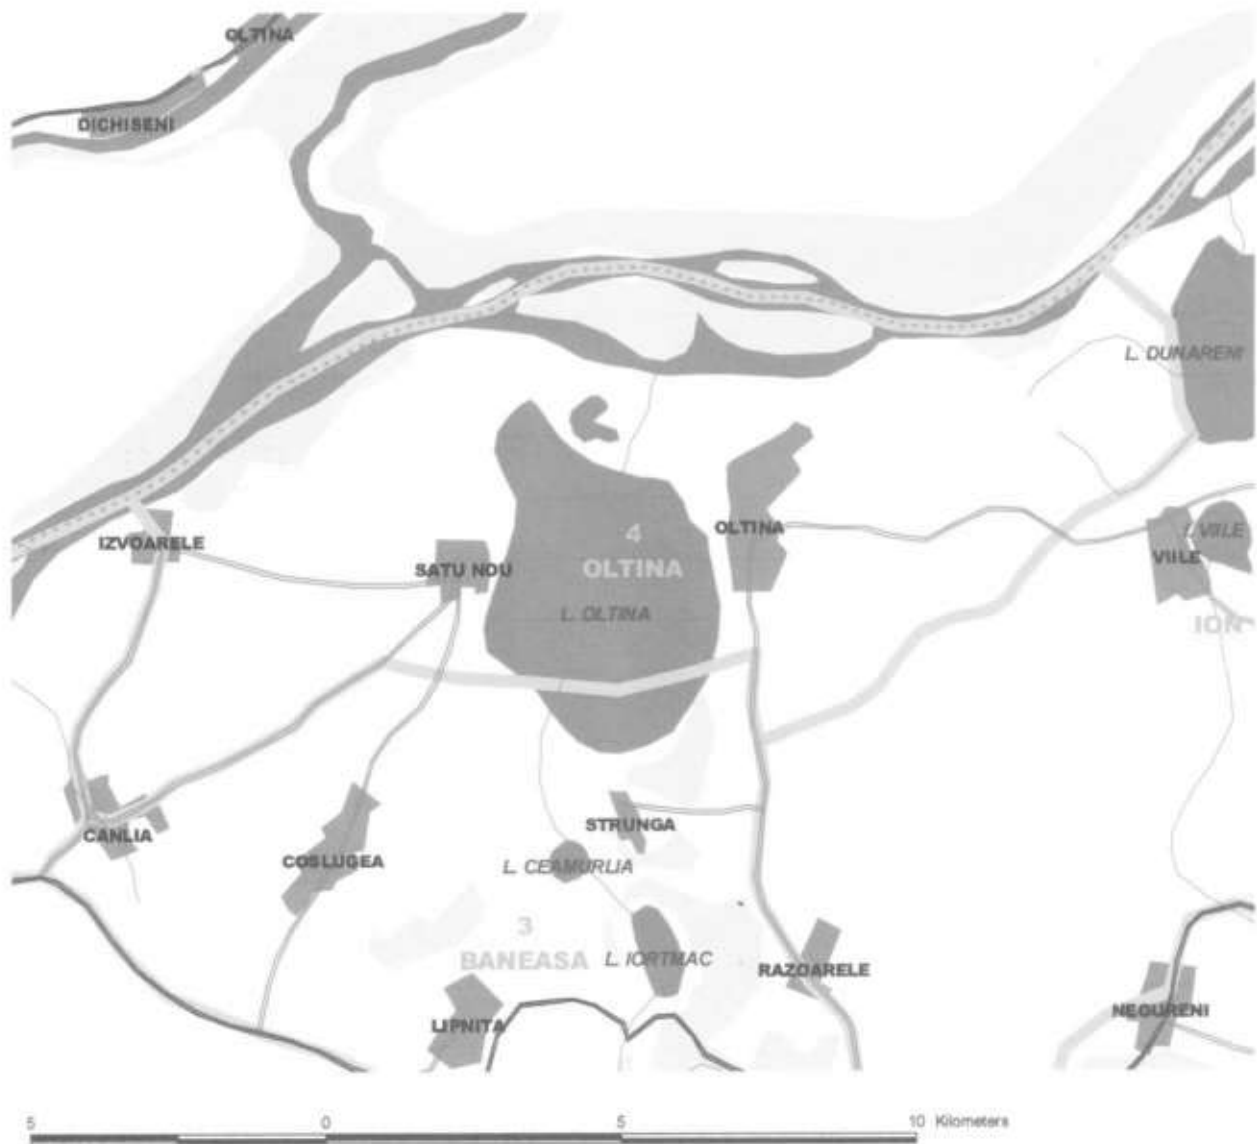 OLTINA
DICHISENI
L. DUNARENI
4
OLTINA
OLTINA
L. OLTINA
IZVOARELE
SATU NOU
L. VIILE
VIILE
ION
CANLIA
COSLUGEA
STRUNGA
L. CEAMURLIA
3
BANEASA
L. IORTMAC
RAZOARELE
LIPNITA
NEGURENI
5 0 5 10 Kilometers